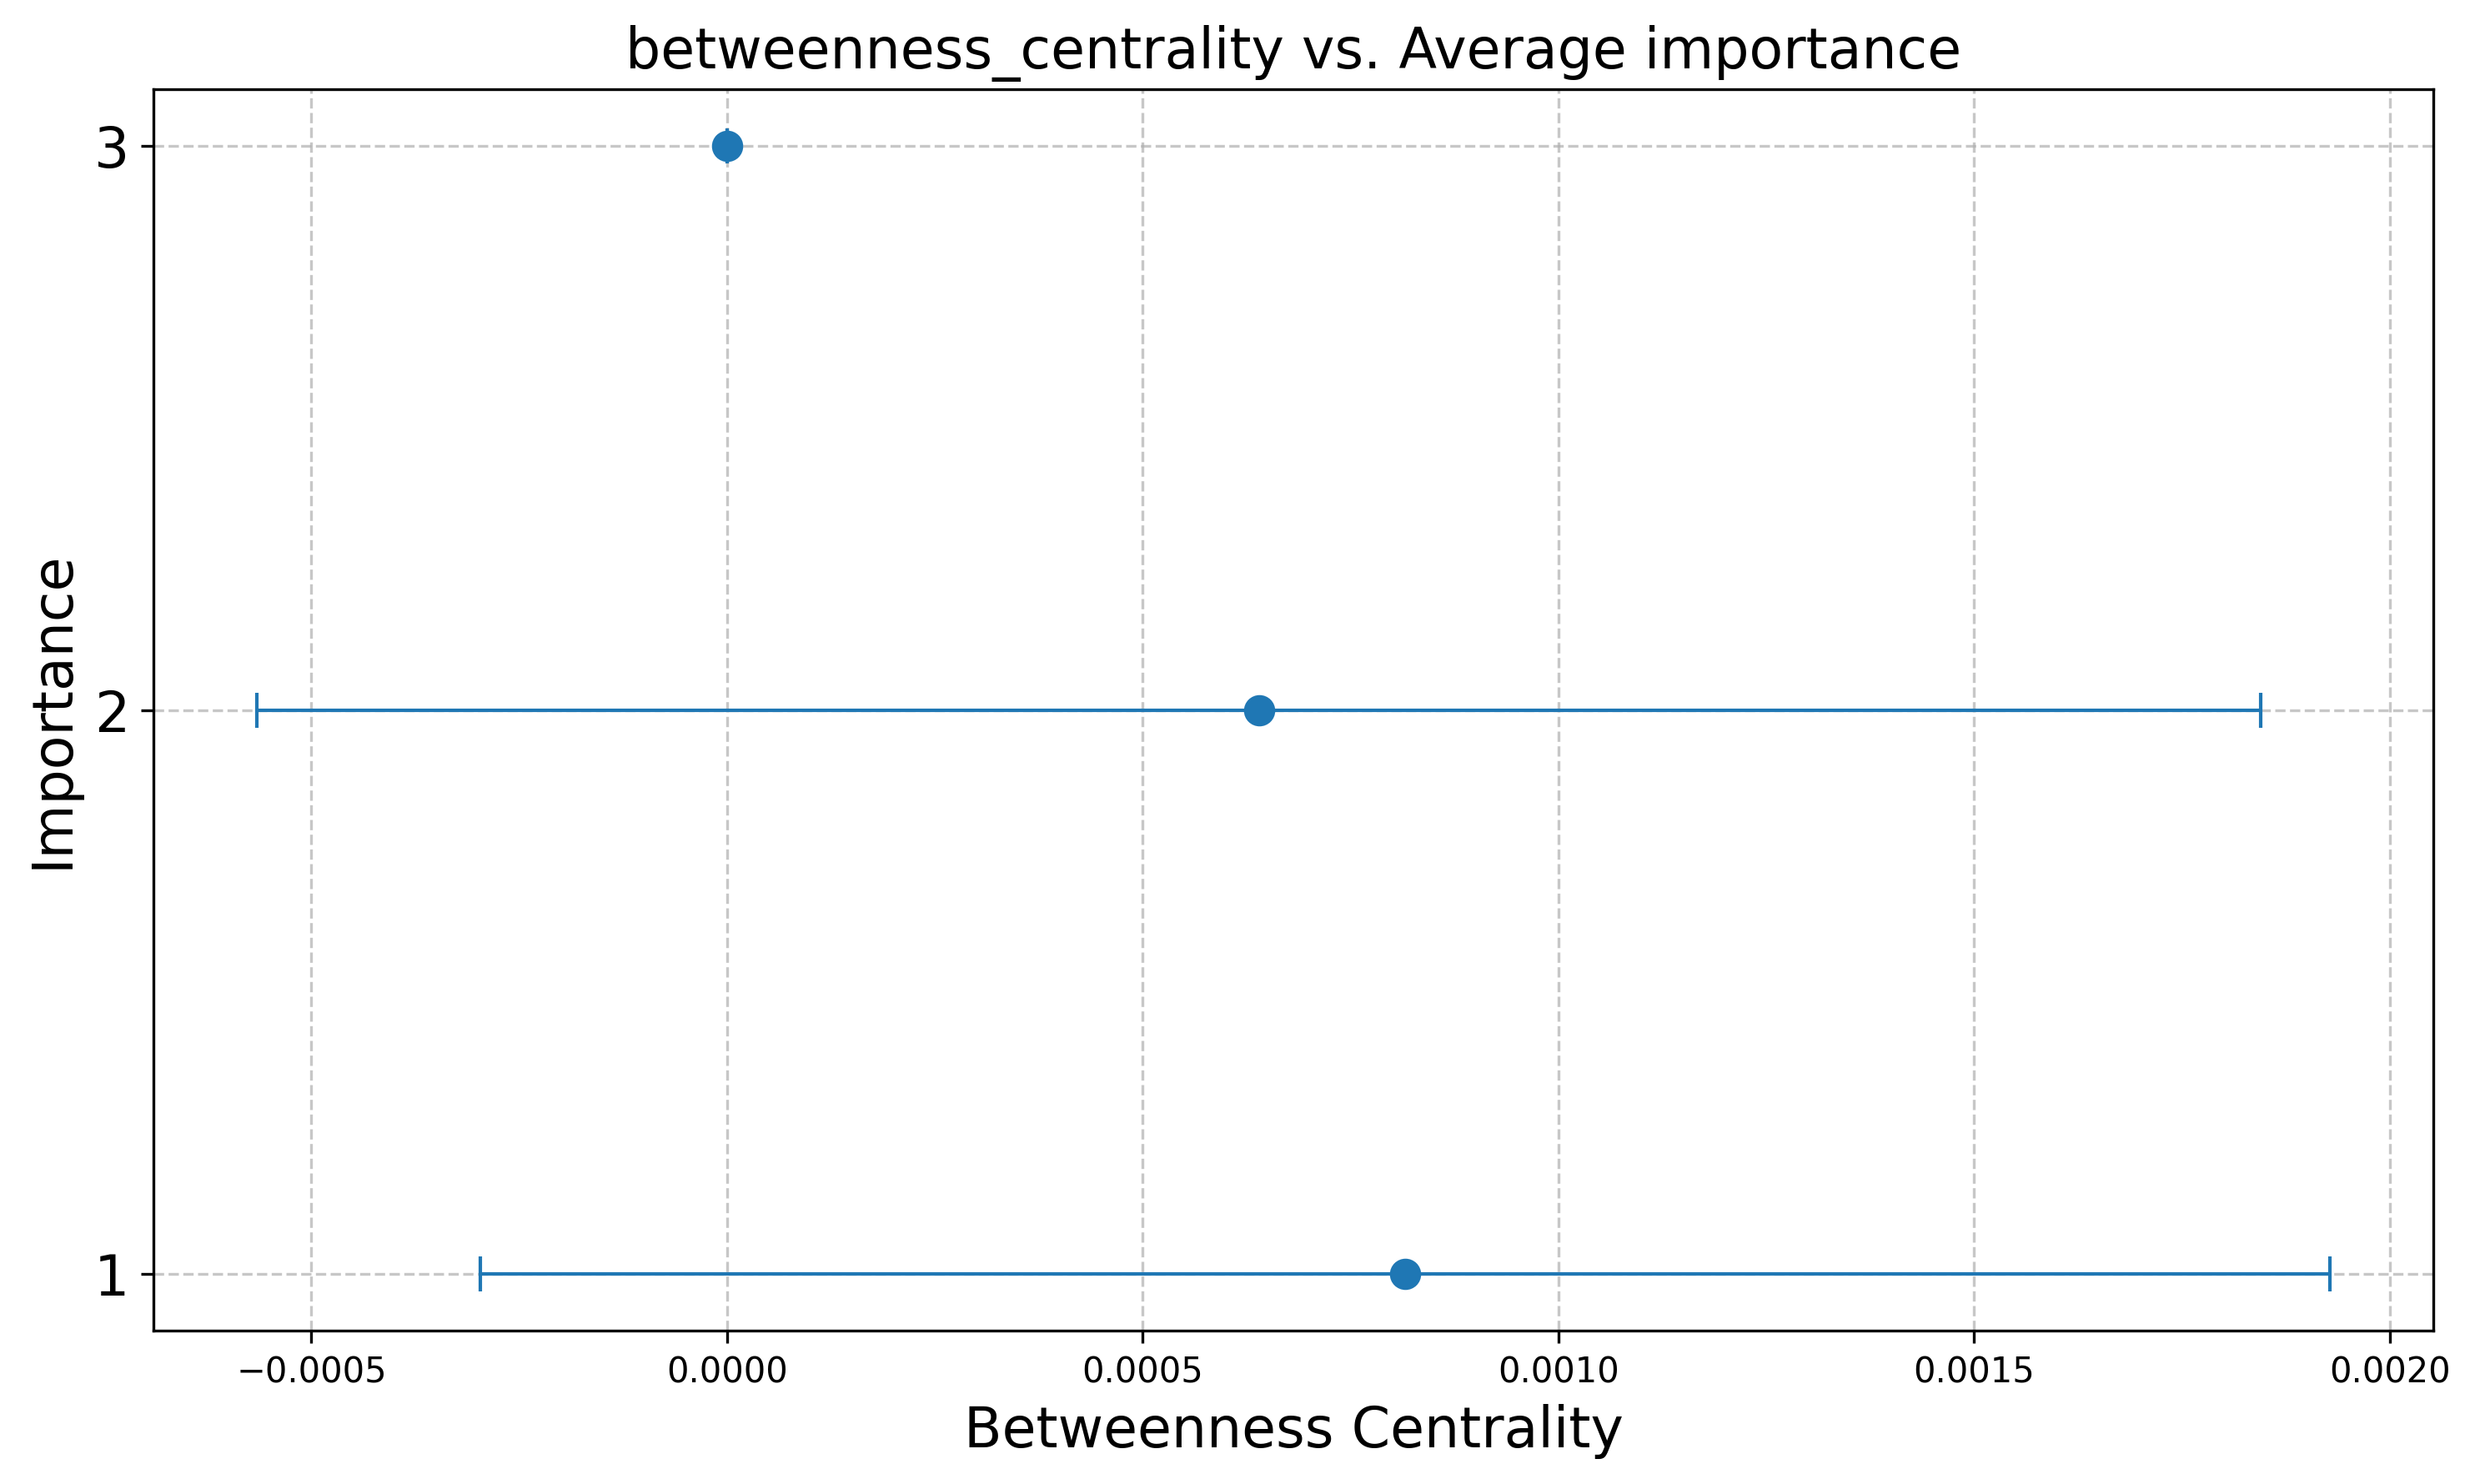 betweenness_centrality vs. Average importance
3
2
1
Importance
−0.0005 0.0000 0.0005 0.0010 0.0015 0.0020
Betweenness Centrality